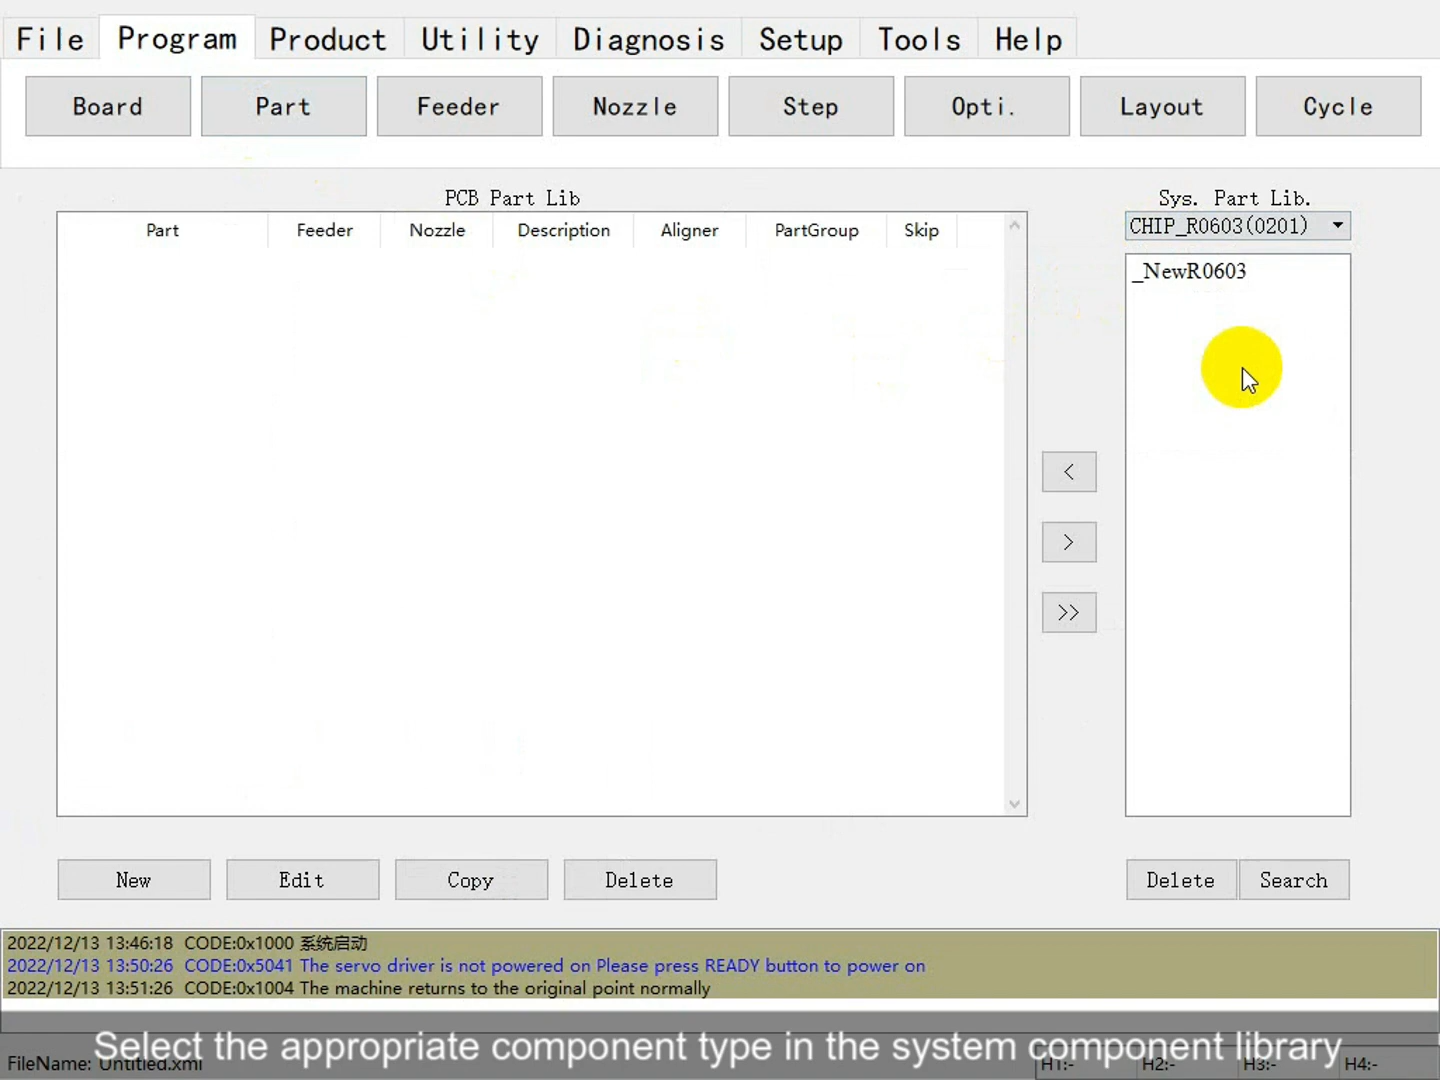 File Program Product Utility Diagnosis Setup Tools Help
Board Part Feeder Nozzle Step Opti. Layout Cycle
PCB Part Lib
Sys. Part Lib.
CHIP_R0603(0201)
Part Feeder Nozzle Description Aligner PartGroup Skip
_NewR0603
<
>
>>
New Edit Copy Delete
Delete Search
2022/12/13 13:46:18 CODE:0x1000 系统启动
2022/12/13 13:50:26 CODE:0x5041 The servo driver is not powered on Please press READY button to power on
2022/12/13 13:51:26 CODE:0x1004 The machine returns to the original point normally
Select the appropriate component type in the system component library
FileName: Untitled.xml H1:- H2:- H3:- H4:-